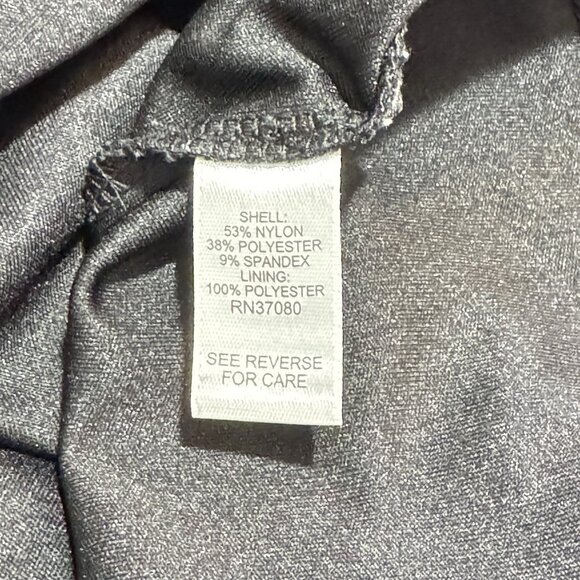 SHELL:
53% NYLON
38% POLYESTER
9% SPANDEX
LINING:
100% POLYESTER
RN37080
SEE REVERSE
FOR CARE